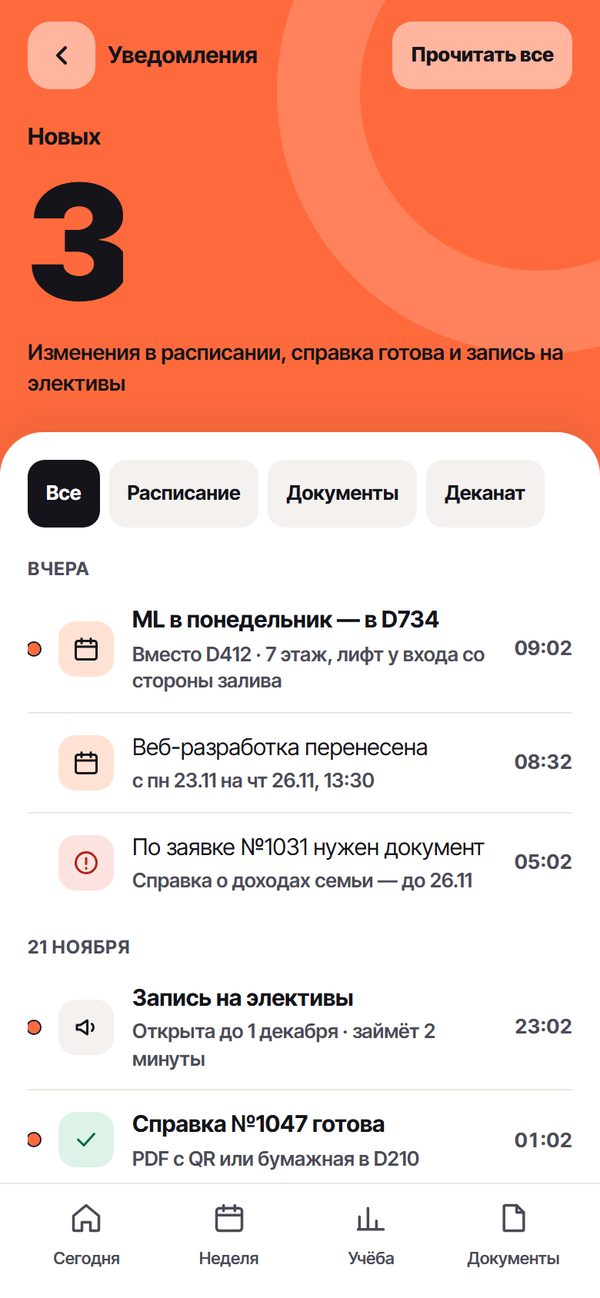 Уведомления
Прочитать все
Новых
3
Изменения в расписании, справка готова и запись на
элективы
Все
Расписание
Документы
Деканат
ВЧЕРА
ML в понедельник — в D734
Вместо D412 · 7 этаж, лифт у входа со
стороны залива
09:02
Веб-разработка перенесена
с пн 23.11 на чт 26.11, 13:30
08:32
По заявке №1031 нужен документ
Справка о доходах семьи — до 26.11
05:02
21 НОЯБРЯ
Запись на элективы
Открыта до 1 декабря · займёт 2
минуты
23:02
Справка №1047 готова
PDF с QR или бумажная в D210
01:02
Сегодня
Неделя
Учёба
Документы